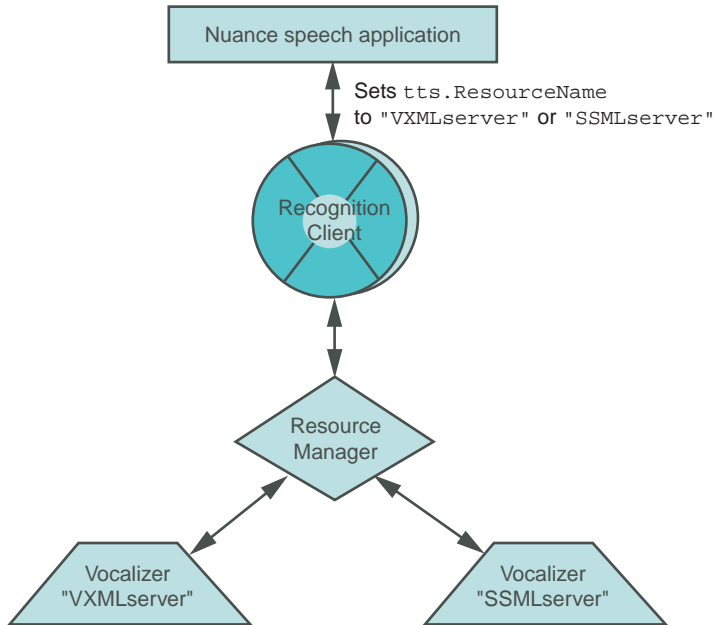 Nuance speech application
Sets tts.ResourceName
to "VXMLserver" or "SSMLserver"
Recognition
Client
Resource
Manager
Vocalizer
"VXMLserver"
Vocalizer
"SSMLserver"